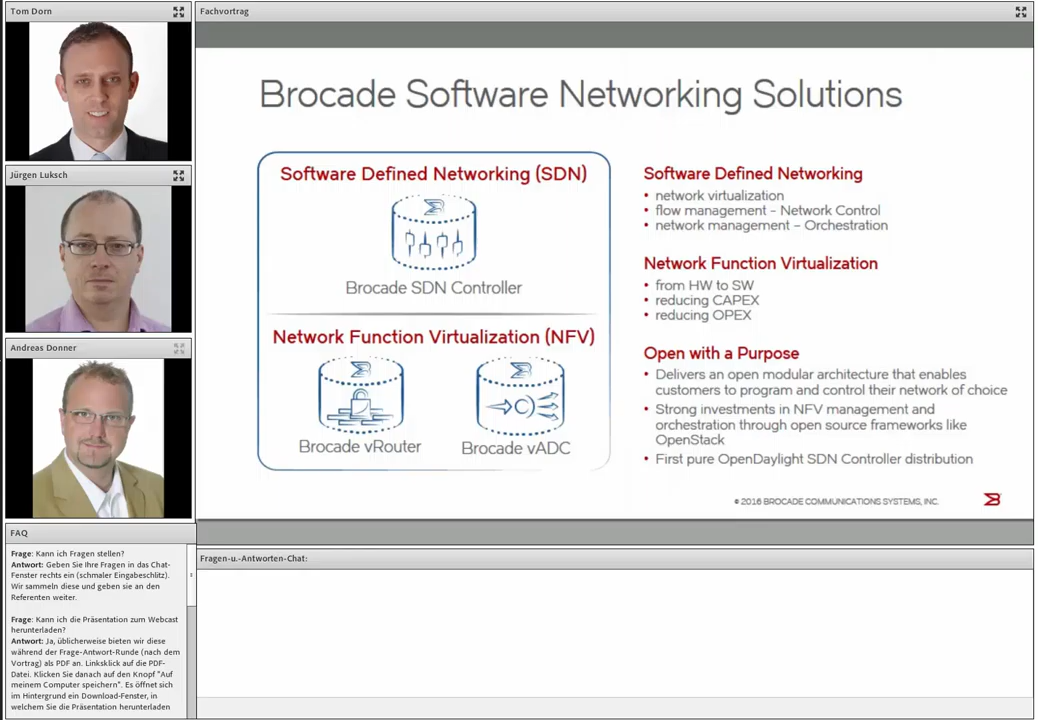 Tom Dorn
Jürgen Luksch
Andreas Donner
FAQ
Frage: Kann ich Fragen stellen?
Antwort: Geben Sie Ihre Fragen in das Chat-
Fenster rechts ein (schmaler Eingabeschlitz).
Wir sammeln diese und geben sie an den
Referenten weiter.
Frage: Kann ich die Präsentation zum Webcast
herunterladen?
Antwort: Ja, üblicherweise bieten wir diese
während der Frage-Antwort-Runde (nach dem
Vortrag) als PDF an. Linksklick auf die PDF-
Datei. Klicken Sie danach auf den Knopf "Auf
meinem Computer speichern". Es öffnet sich
im Hintergrund ein Download-Fenster, in
welchem Sie die Präsentation herunterladen
Fachvortrag
Brocade Software Networking Solutions
Software Defined Networking (SDN)
Brocade SDN Controller
Network Function Virtualization (NFV)
Brocade vRouter
Brocade vADC
Software Defined Networking
• network virtualization
• flow management – Network Control
• network management – Orchestration
Network Function Virtualization
• from HW to SW
• reducing CAPEX
• reducing OPEX
Open with a Purpose
• Delivers an open modular architecture that enables
customers to program and control their network of choice
• Strong investments in NFV management and
orchestration through open source frameworks like
OpenStack
• First pure OpenDaylight SDN Controller distribution
© 2016 BROCADE COMMUNICATIONS SYSTEMS, INC.
Fragen-u.-Antworten-Chat: